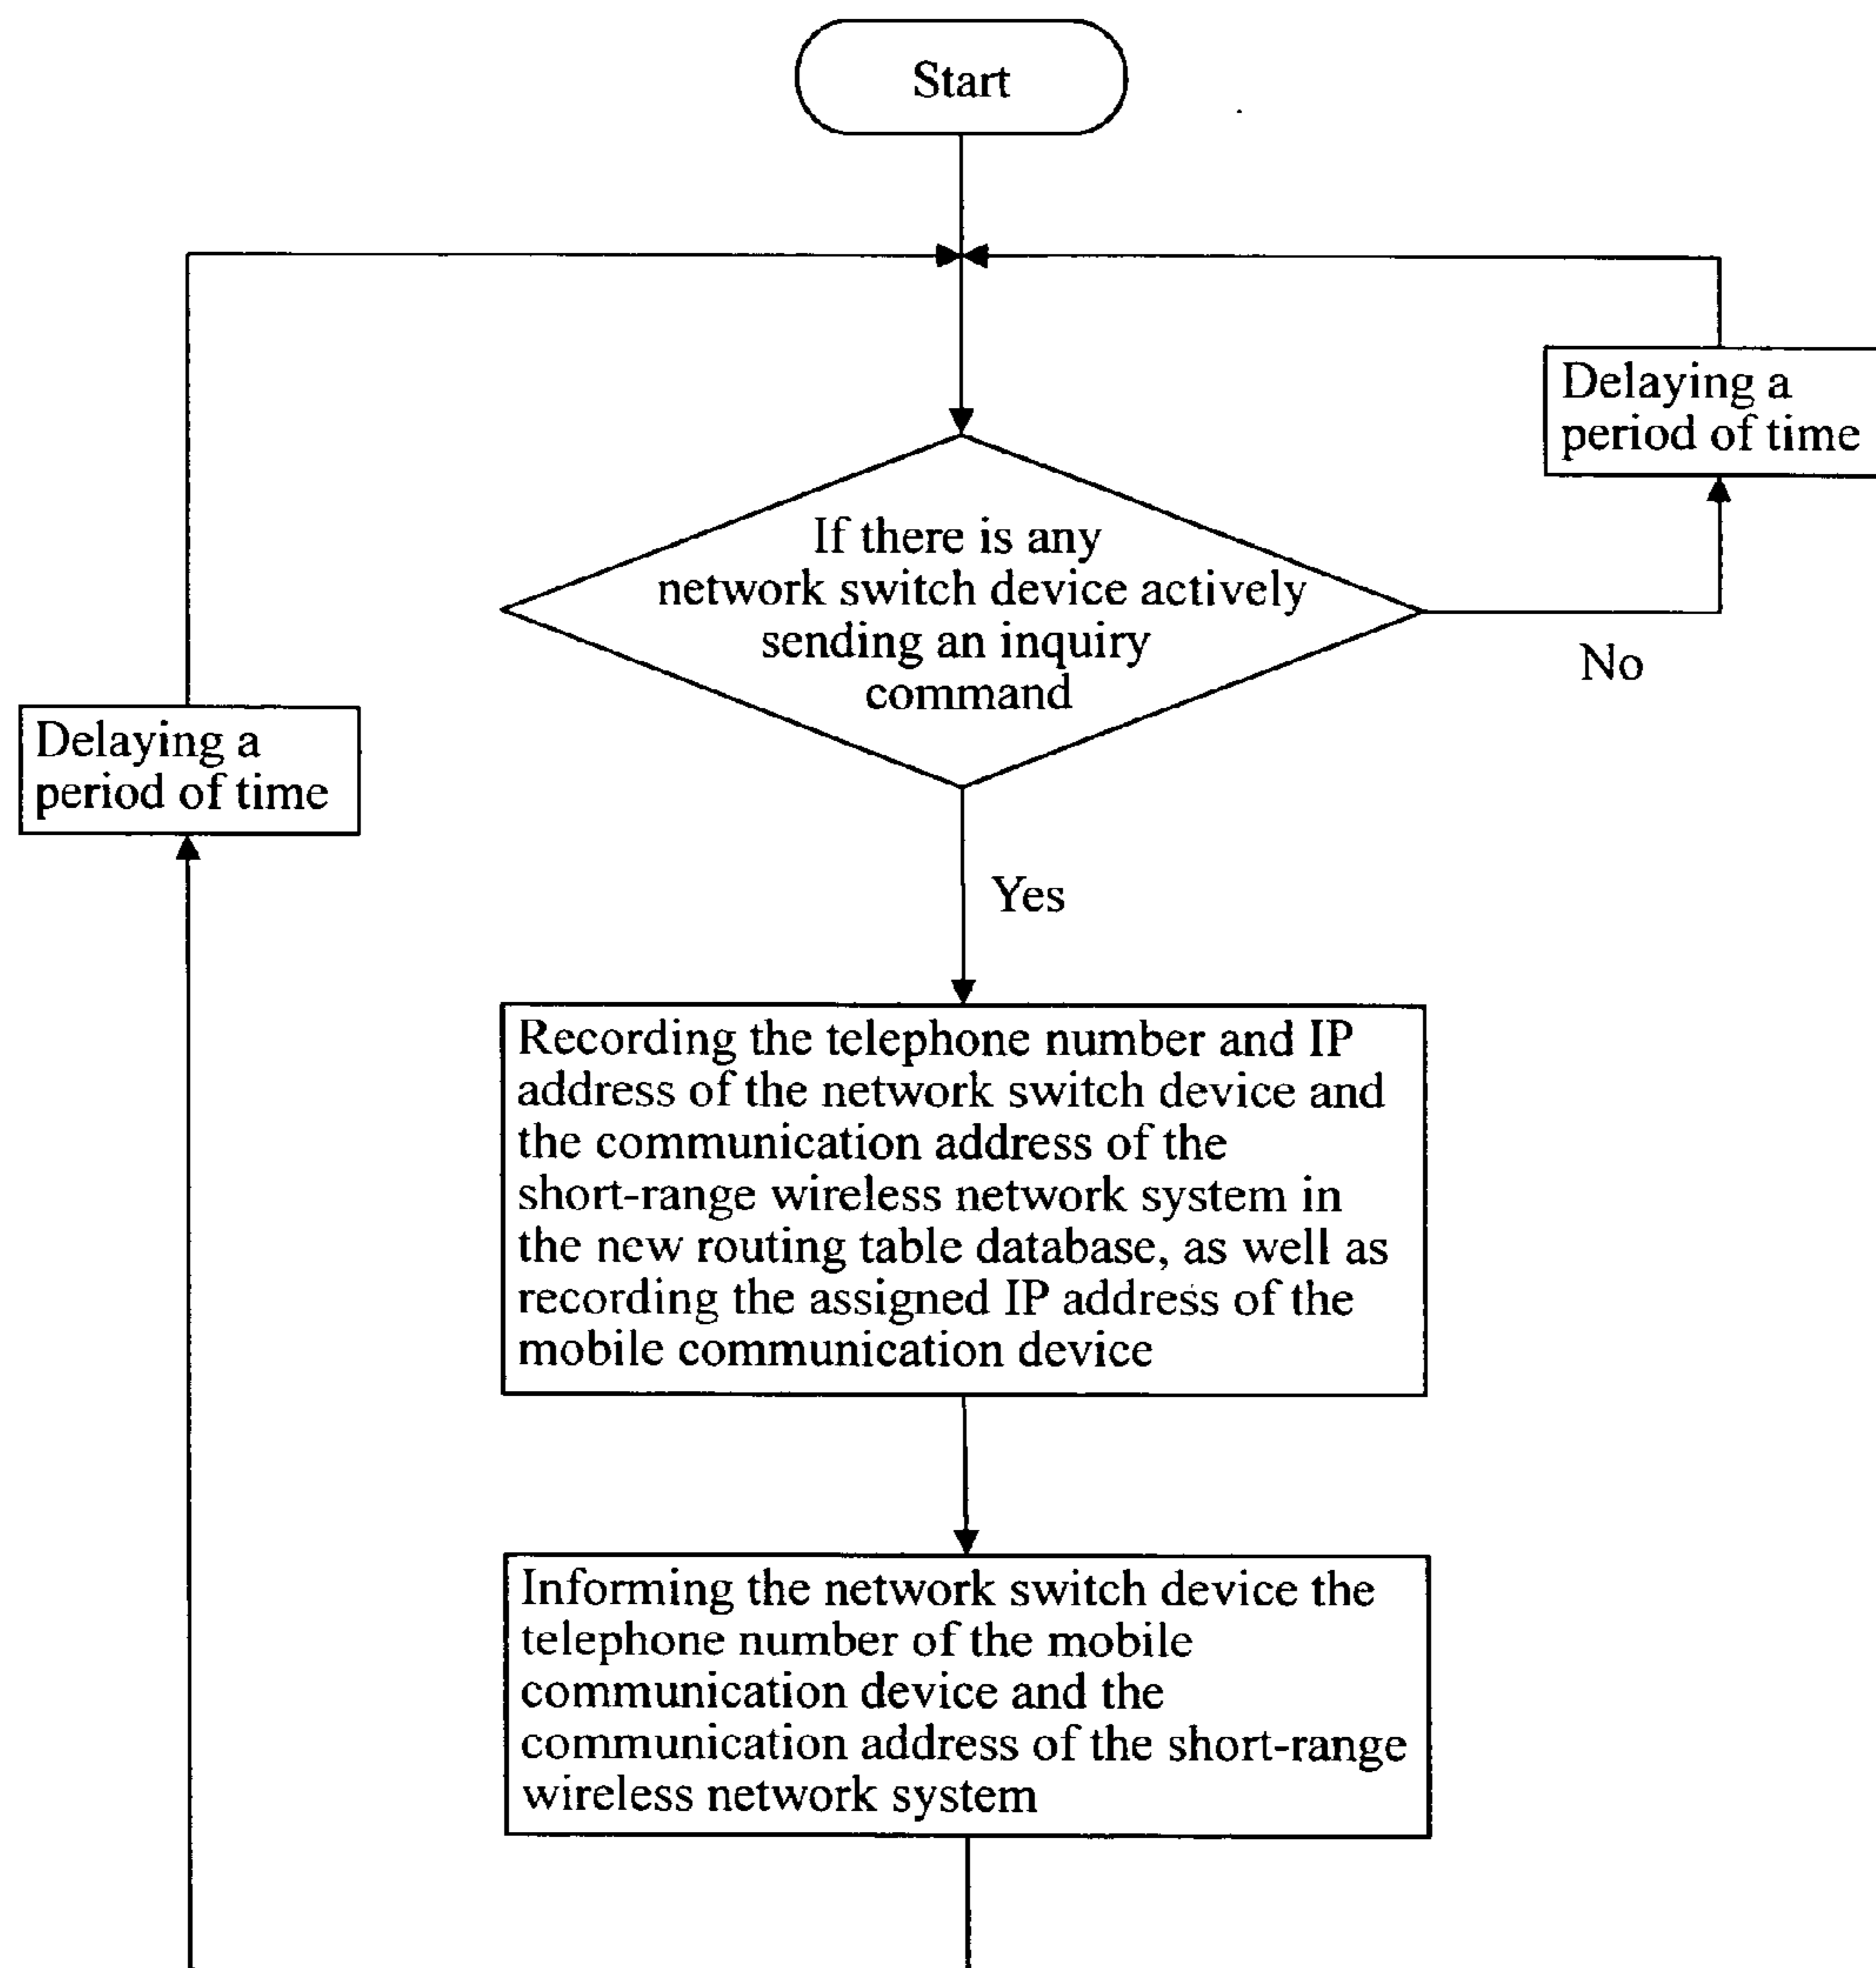 Start
Delaying a
period of time
If there is any
network switch device actively
sending an inquiry
command
No
Delaying a
period of time
Yes
Recording the telephone number and IP
address of the network switch device and
the communication address of the
short-range wireless network system in
the new routing table database, as well as
recording the assigned IP address of the
mobile communication device
Informing the network switch device the
telephone number of the mobile
communication device and the
communication address of the short-range
wireless network system